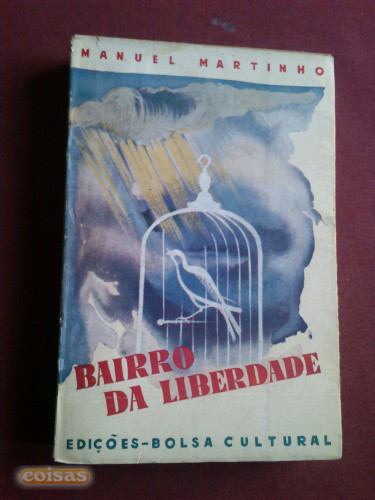 MANUEL MARTINHO
BAIRRO
DA LIBERDADE
EDIÇÕES-BOLSA CULTURAL
coisas